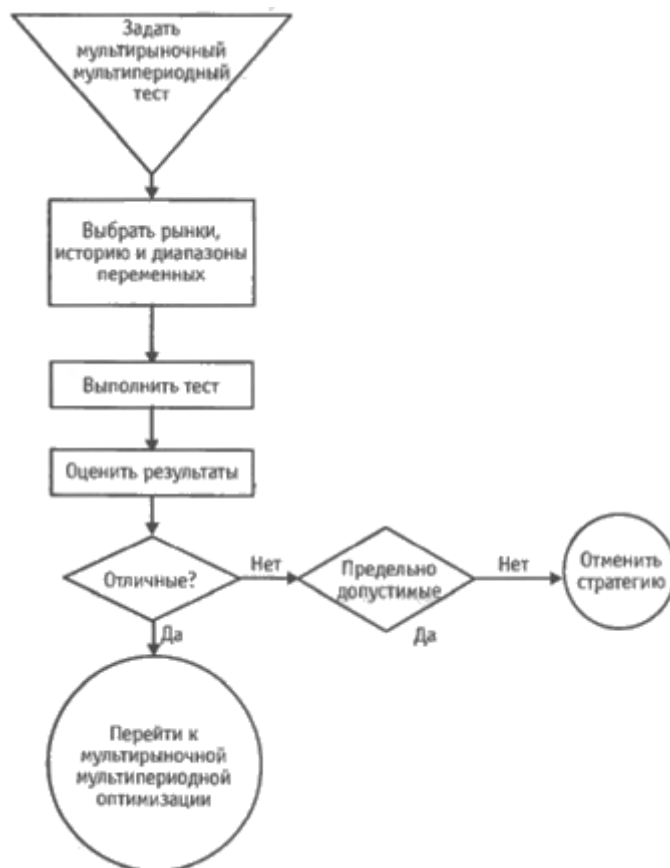 Задать
мультирыночный
мультипериодный
тест
Выбрать рынки,
историю и диапазоны
переменных
Выполнить тест
Оценить результаты
Отличные?
Нет
Предельно
допустимые
Нет
Отменить
стратегию
Да
Да
Перейти к
мультирыночной
мультипериодной
оптимизации